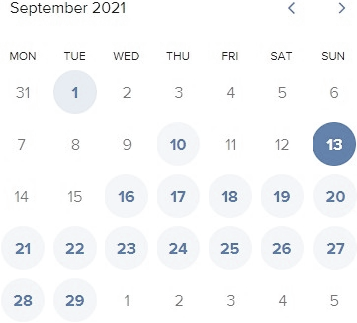 September 2021
MON TUE WED THU FRI SAT SUN
31 1 2 3 4 5 6
7 8 9 10 11 12 13
14 15 16 17 18 19 20
21 22 23 24 25 26 27
28 29 1 2 3 4 5